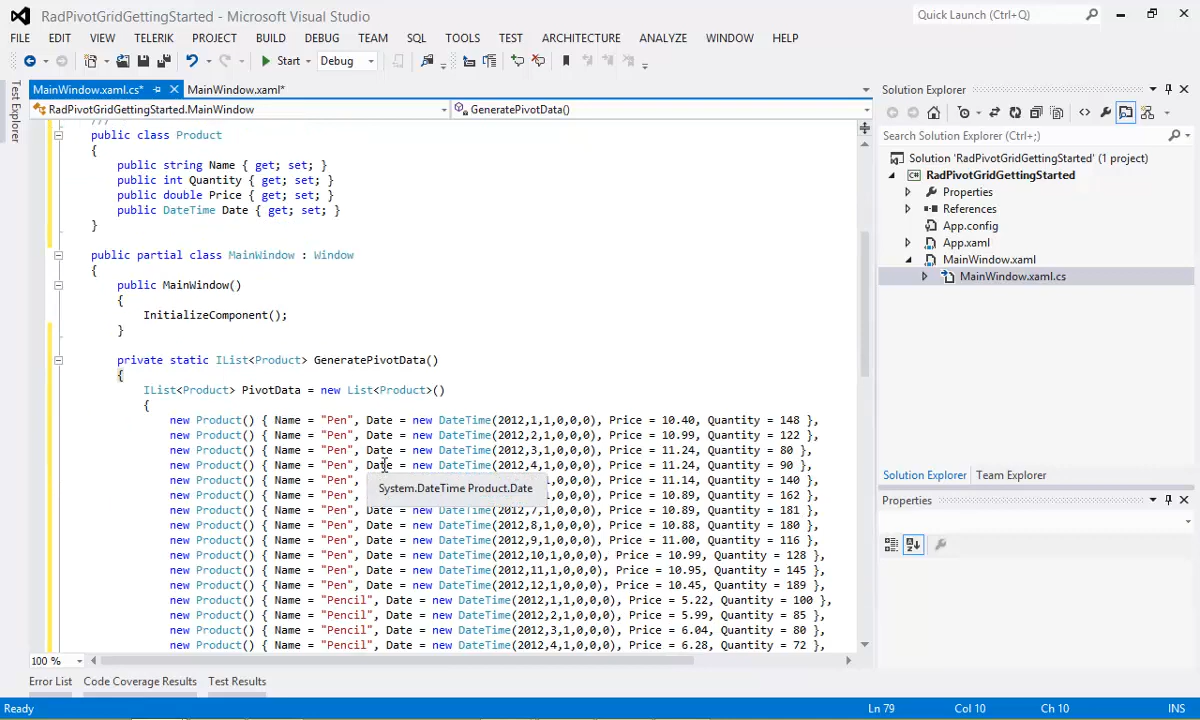 RadPivotGridGettingStarted - Microsoft Visual Studio
Quick Launch (Ctrl+Q)
FILE EDIT VIEW TELERIK PROJECT BUILD DEBUG TEAM SQL TOOLS TEST ARCHITECTURE ANALYZE WINDOW HELP
Start Debug
Test Explorer
MainWindow.xaml.cs* MainWindow.xaml*
RadPivotGridGettingStarted.MainWindow GeneratePivotData()
///
public class Product
{
public string Name { get; set; }
public int Quantity { get; set; }
public double Price { get; set; }
public DateTime Date { get; set; }
}
public partial class MainWindow : Window
{
public MainWindow()
{
InitializeComponent();
}
private static IList<Product> GeneratePivotData()
{
IList<Product> PivotData = new List<Product>()
{
new Product() { Name = "Pen", Date = new DateTime(2012,1,1,0,0,0), Price = 10.40, Quantity = 148 },
new Product() { Name = "Pen", Date = new DateTime(2012,2,1,0,0,0), Price = 10.99, Quantity = 122 },
new Product() { Name = "Pen", Date = new DateTime(2012,3,1,0,0,0), Price = 11.24, Quantity = 80 },
new Product() { Name = "Pen", Date = new DateTime(2012,4,1,0,0,0), Price = 11.24, Quantity = 90 },
new Product() { Name = "Pen", ,1,0,0,0), Price = 11.14, Quantity = 140 },
System.DateTime Product.Date
new Product() { Name = "Pen", ,1,0,0,0), Price = 10.89, Quantity = 162 },
new Product() { Name = "Pen", Date = new DateTime(2012,7,1,0,0,0), Price = 10.89, Quantity = 181 },
new Product() { Name = "Pen", Date = new DateTime(2012,8,1,0,0,0), Price = 10.88, Quantity = 180 },
new Product() { Name = "Pen", Date = new DateTime(2012,9,1,0,0,0), Price = 11.00, Quantity = 116 },
new Product() { Name = "Pen", Date = new DateTime(2012,10,1,0,0,0), Price = 10.99, Quantity = 128 },
new Product() { Name = "Pen", Date = new DateTime(2012,11,1,0,0,0), Price = 10.95, Quantity = 145 },
new Product() { Name = "Pen", Date = new DateTime(2012,12,1,0,0,0), Price = 10.45, Quantity = 189 },
new Product() { Name = "Pencil", Date = new DateTime(2012,1,1,0,0,0), Price = 5.22, Quantity = 100 },
new Product() { Name = "Pencil", Date = new DateTime(2012,2,1,0,0,0), Price = 5.99, Quantity = 85 },
new Product() { Name = "Pencil", Date = new DateTime(2012,3,1,0,0,0), Price = 6.04, Quantity = 80 },
new Product() { Name = "Pencil", Date = new DateTime(2012,4,1,0,0,0), Price = 6.28, Quantity = 72 },
100 %
Error List Code Coverage Results Test Results
Solution Explorer
Search Solution Explorer (Ctrl+;)
Solution 'RadPivotGridGettingStarted' (1 project)
RadPivotGridGettingStarted
Properties
References
App.config
App.xaml
MainWindow.xaml
MainWindow.xaml.cs
Solution Explorer Team Explorer
Properties
Ready Ln 79 Col 10 Ch 10 INS